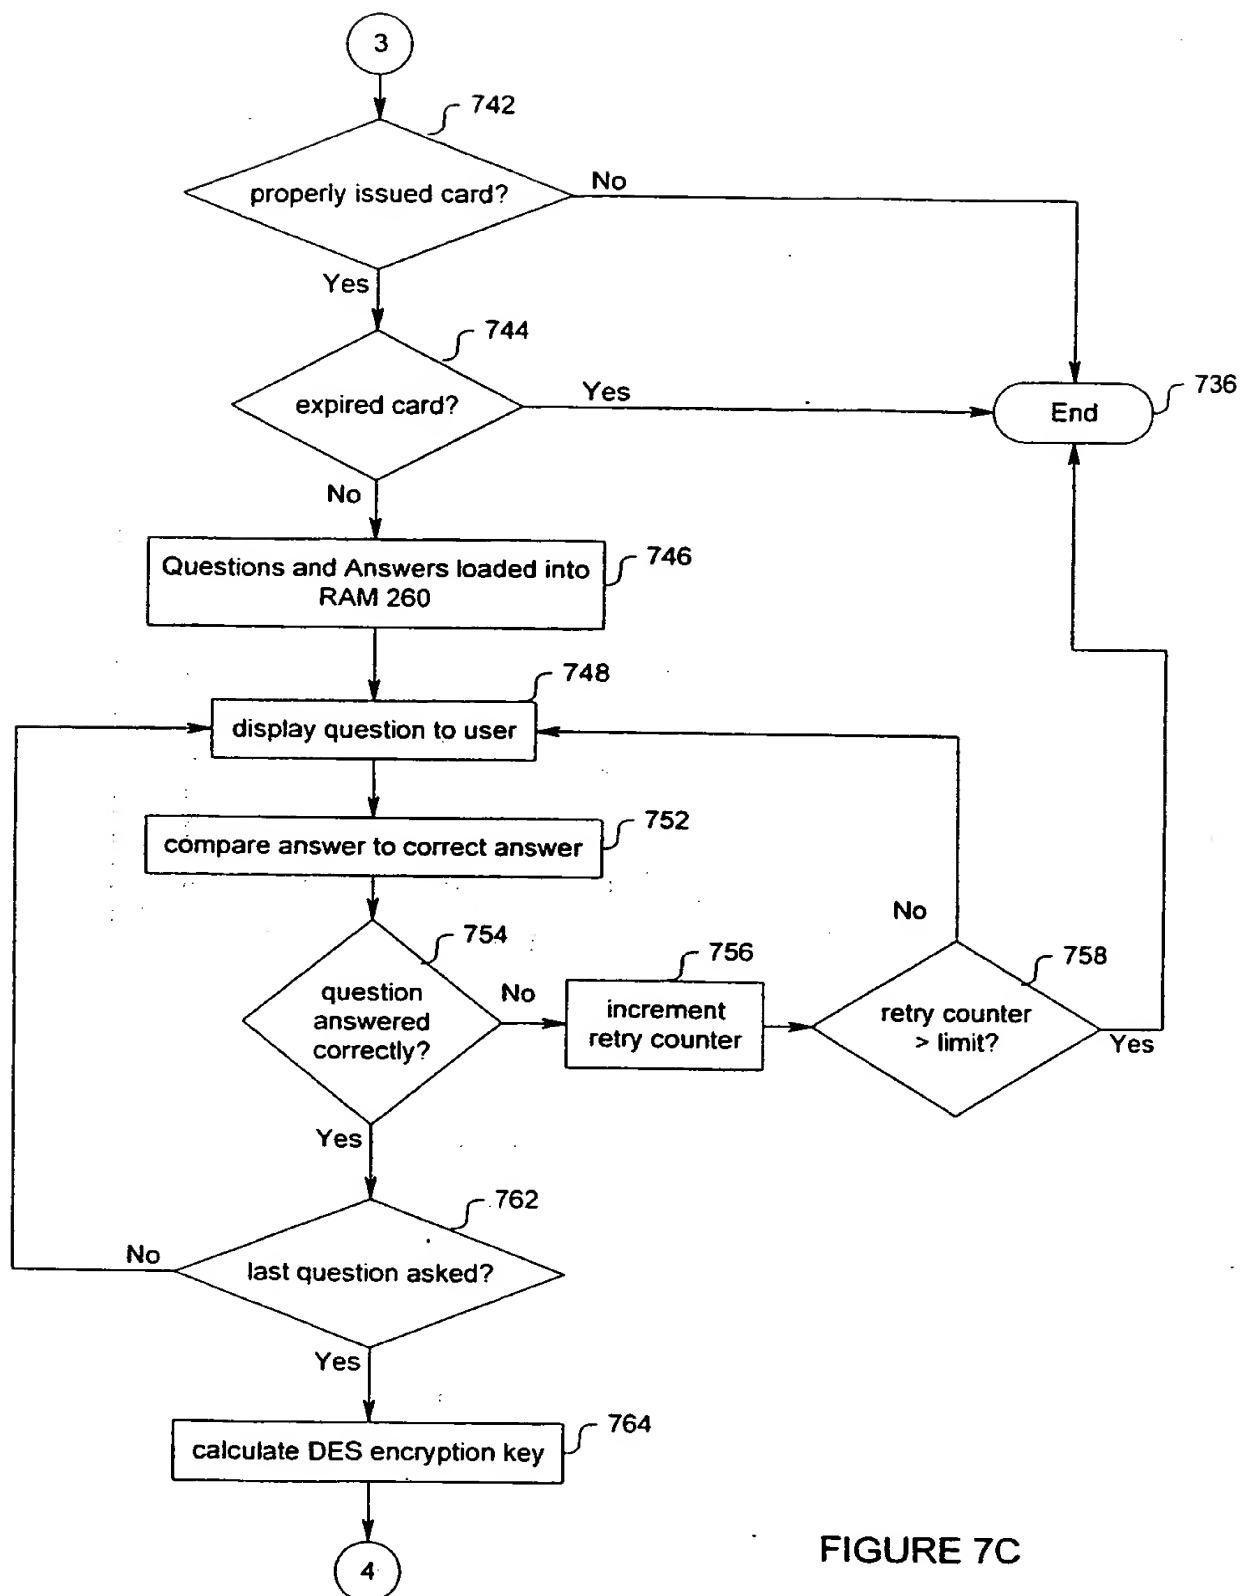 3
742
properly issued card?
No
Yes
744
expired card?
Yes
736
End
No
746
Questions and Answers loaded into
RAM 260
748
display question to user
752
compare answer to correct answer
No
754
question
answered
correctly?
No
756
increment
retry counter
758
retry counter
> limit?
Yes
Yes
762
last question asked?
No
Yes
764
calculate DES encryption key
4
FIGURE 7C